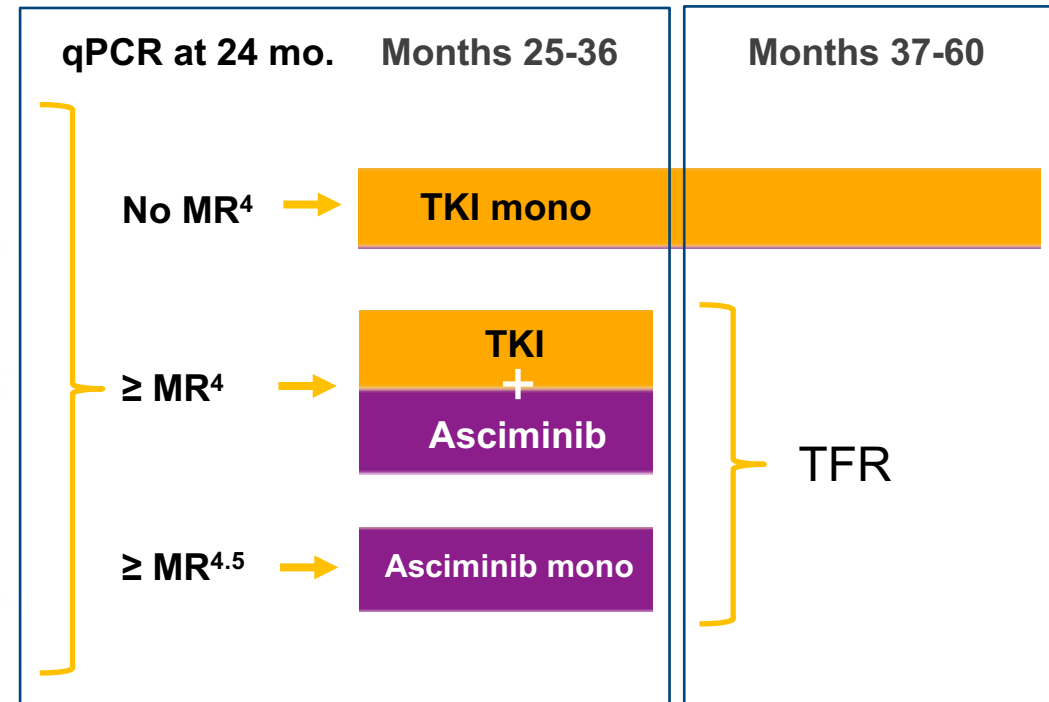 qPCR at 24 mo. Months 25-36 Months 37-60
No MR⁴ TKI mono
≥ MR⁴ TKI
+
Asciminib
TFR
≥ MR⁴·⁵ Asciminib mono